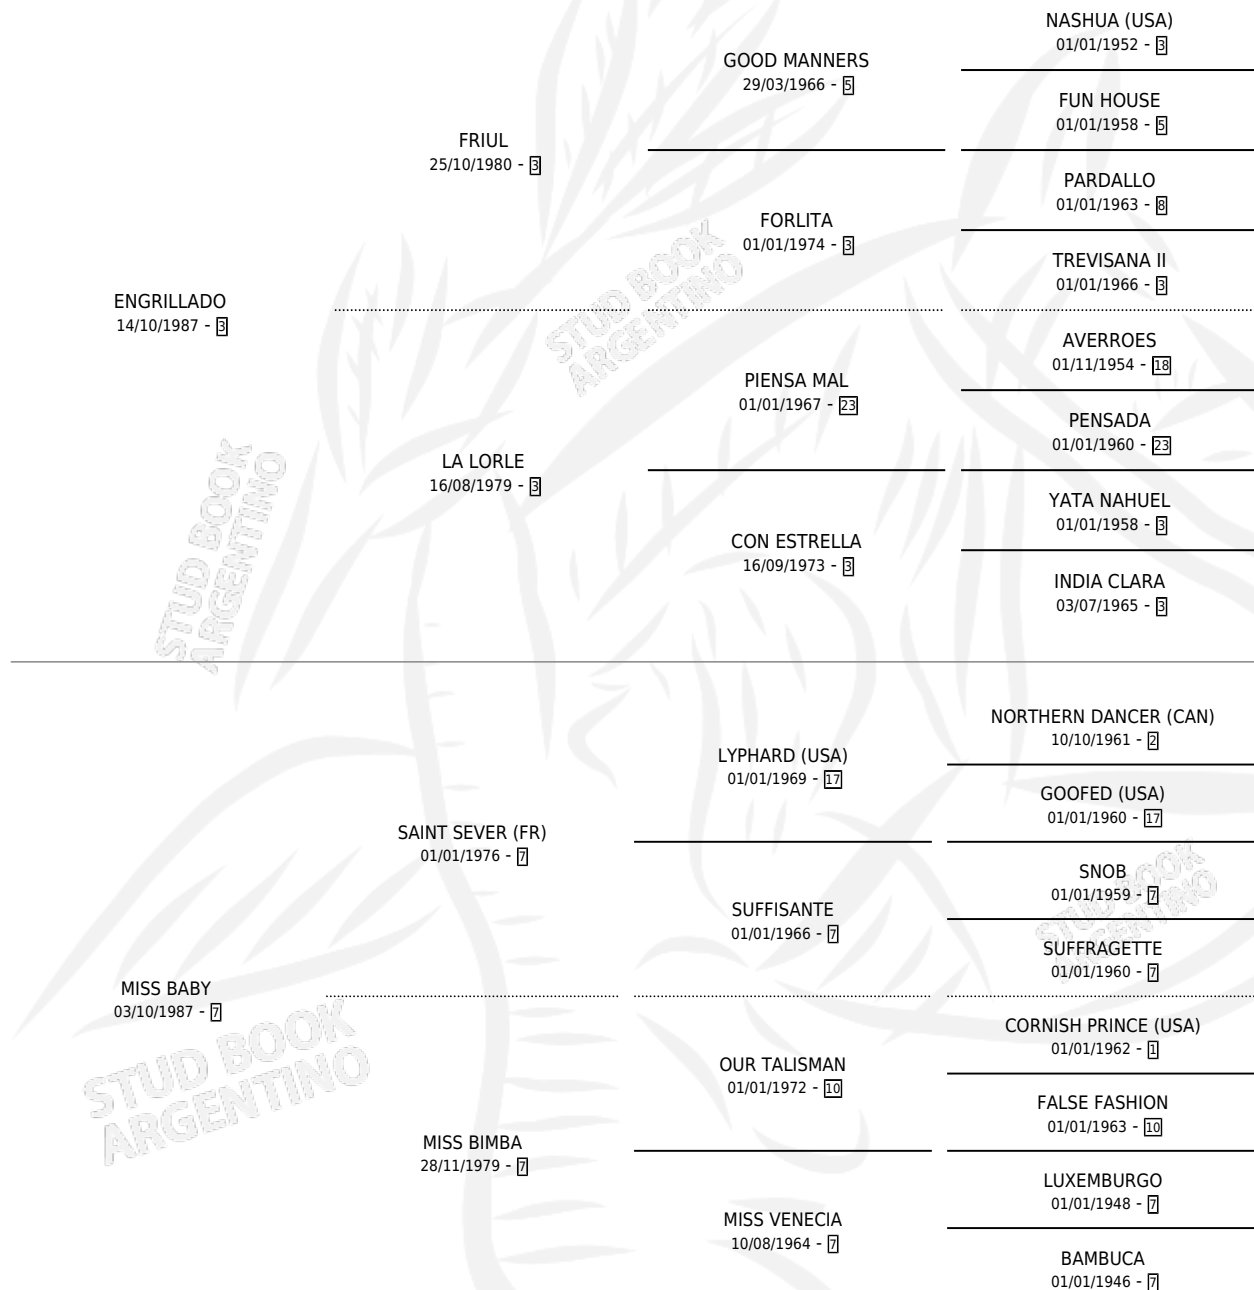 NASHUA (USA)
01/01/1952 - 3
GOOD MANNERS
29/03/1966 - 5
FUN HOUSE
01/01/1958 - 5
FRIUL
25/10/1980 - 3
PARDALLO
01/01/1963 - 8
FORLITA
01/01/1974 - 3
TREVISANA II
01/01/1966 - 3
ENGRILLADO
14/10/1987 - 3
STUD BOOK
ARGENTINO
AVERROES
01/11/1954 - 18
PIENSA MAL
01/01/1967 - 23
PENSADA
01/01/1960 - 23
LA LORLE
16/08/1979 - 3
YATA NAHUEL
01/01/1958 - 3
CON ESTRELLA
16/09/1973 - 3
INDIA CLARA
03/07/1965 - 3
STUD BOOK
ARGENTINO
NORTHERN DANCER (CAN)
10/10/1961 - 2
LYPHARD (USA)
01/01/1969 - 17
GOOFED (USA)
01/01/1960 - 17
SAINT SEVER (FR)
01/01/1976 - 7
SNOB
01/01/1959 - 7
SUFFISANTE
01/01/1966 - 7
SUFFRAGETTE
01/01/1960 - 7
STUD BOOK
ARGENTINO
MISS BABY
03/10/1987 - 7
CORNISH PRINCE (USA)
01/01/1962 - 1
OUR TALISMAN
01/01/1972 - 10
FALSE FASHION
01/01/1963 - 10
STUD BOOK
ARGENTINO
MISS BIMBA
28/11/1979 - 7
LUXEMBURGO
01/01/1948 - 7
MISS VENECIA
10/08/1964 - 7
BAMBUCA
01/01/1946 - 7